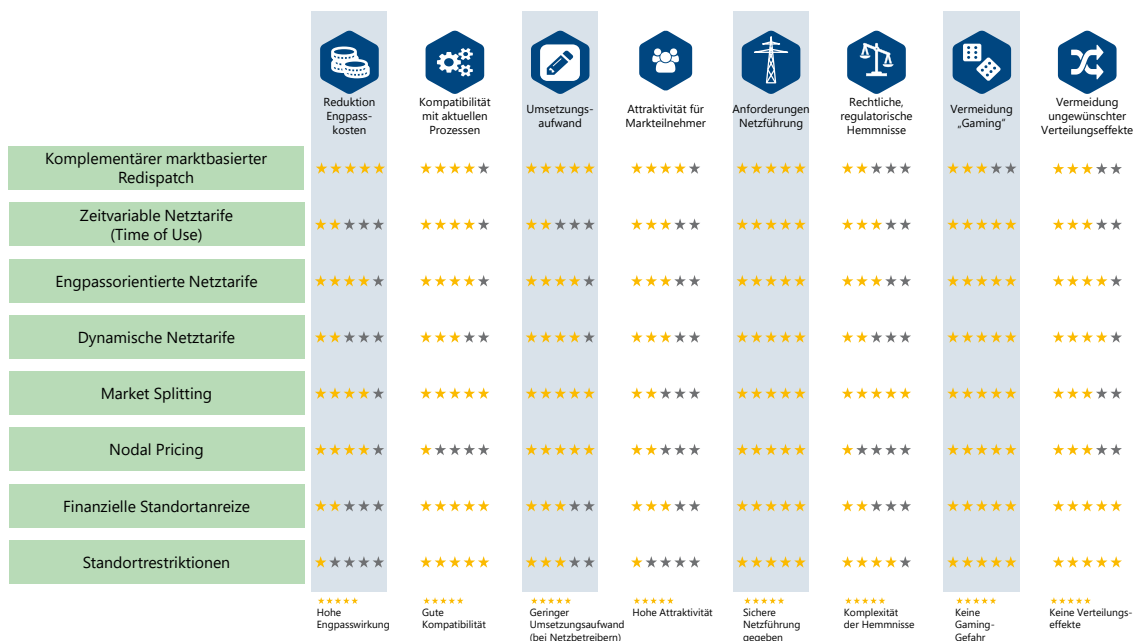 Reduktion
Engpass-
kosten
Kompatibilität
mit aktuellen
Prozessen
Umsetzungs-
aufwand
Attraktivität für
Marktteilnehmer
Anforderungen
Netzführung
Rechtliche,
regulatorische
Hemmnisse
Vermeidung
„Gaming"
Vermeidung
ungewünschter
Verteilungseffekte
Komplementärer marktbasierter
Redispatch
Zeitvariable Netztarife
(Time of Use)
Engpassorientierte Netztarife
Dynamische Netztarife
Market Splitting
Nodal Pricing
Finanzielle Standortanreize
Standortrestriktionen
Hohe
Engpasswirkung
Gute
Kompatibilität
Geringer
Umsetzungsaufwand
(bei Netzbetreibern)
Hohe Attraktivität
Sichere
Netzführung
gegeben
Komplexität
der Hemmnisse
Keine
Gaming-
Gefahr
Keine Verteilungs-
effekte